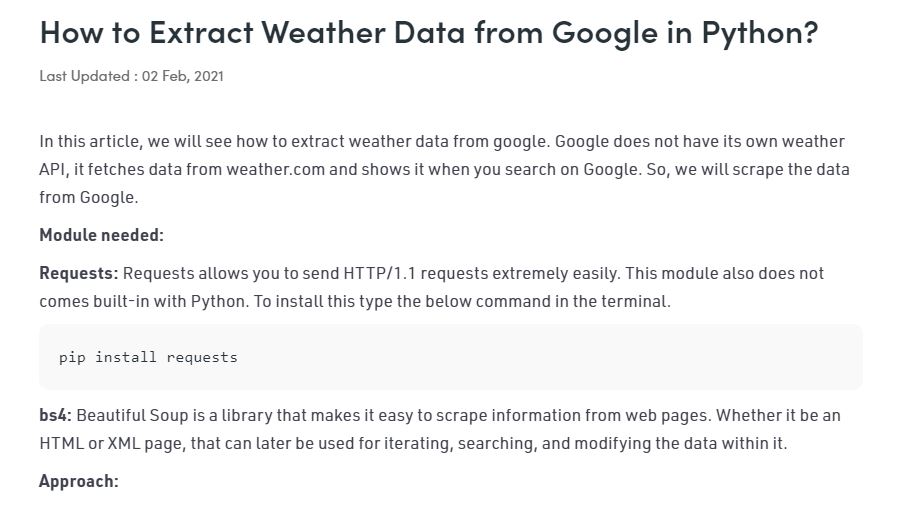 How to Extract Weather Data from Google in Python?
Last Updated : 02 Feb, 2021
In this article, we will see how to extract weather data from google. Google does not have its own weather
API, it fetches data from weather.com and shows it when you search on Google. So, we will scrape the data
from Google.
Module needed:
Requests: Requests allows you to send HTTP/1.1 requests extremely easily. This module also does not
comes built-in with Python. To install this type the below command in the terminal.
pip install requests
bs4: Beautiful Soup is a library that makes it easy to scrape information from web pages. Whether it be an
HTML or XML page, that can later be used for iterating, searching, and modifying the data within it.
Approach: